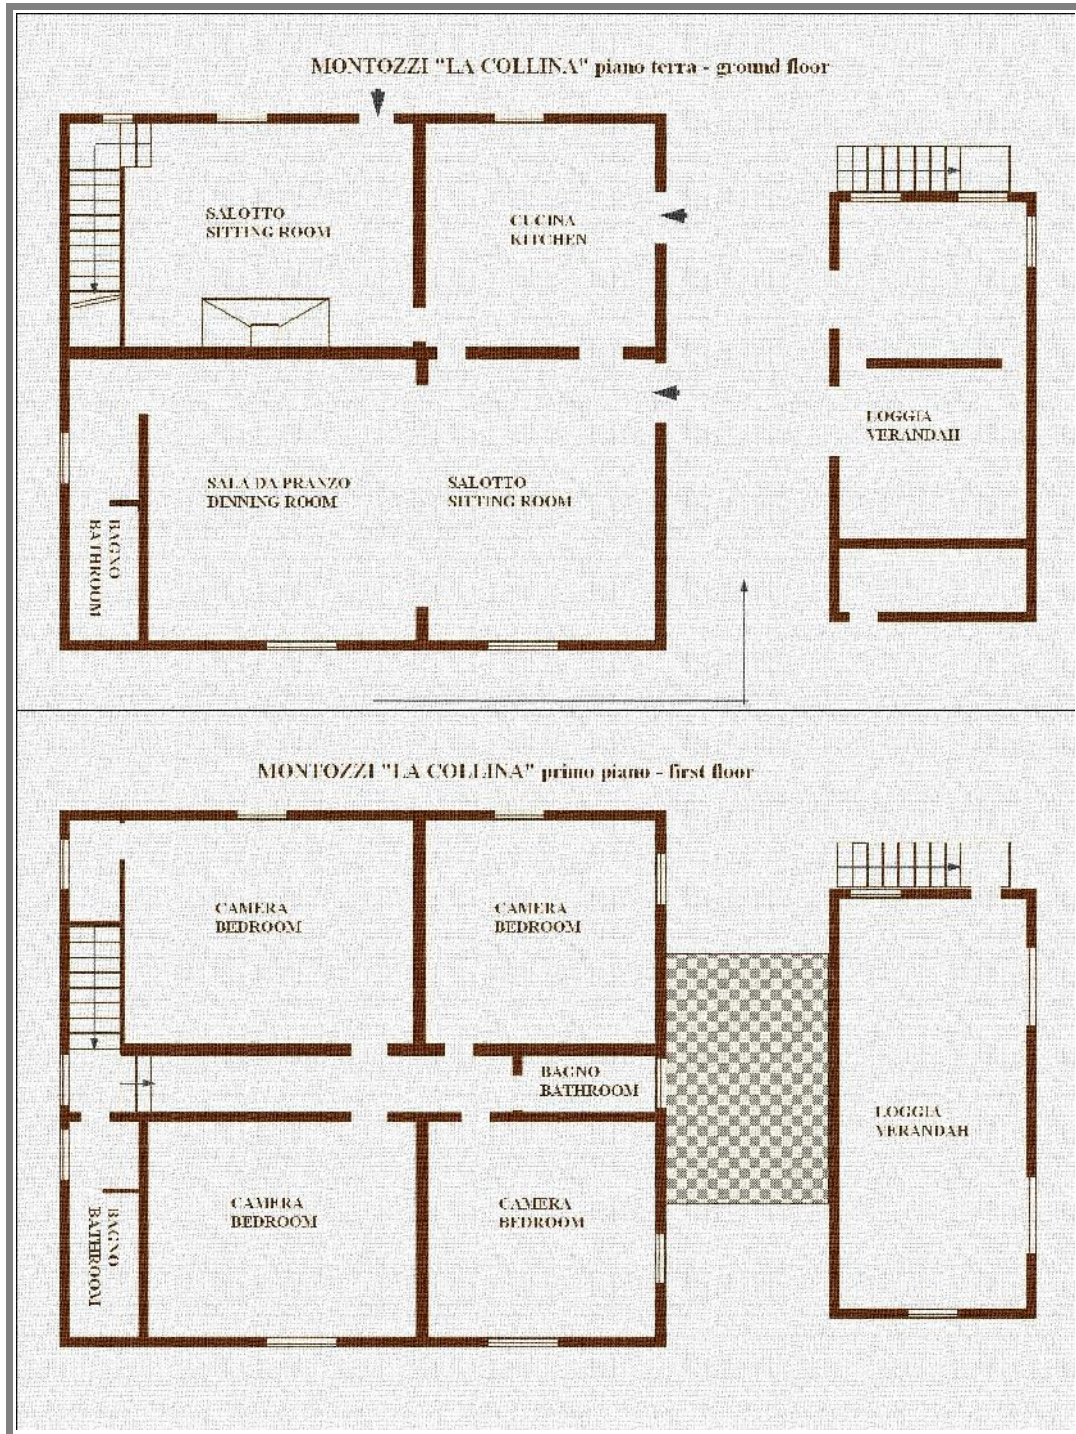 MONTOZZI "LA COLLINA" piano terra - ground floor
SALOTTO
SITTING ROOM
CUCINA
KITCHEN
LOGGIA
VERANDAH
SALA DA PRANZO
DINNING ROOM
SALOTTO
SITTING ROOM
BAGNO
BATHROOM
MONTOZZI "LA COLLINA" primo piano - first floor
CAMERA
BEDROOM
CAMERA
BEDROOM
BAGNO
BATHROOM
LOGGIA
VERANDAH
CAMERA
BEDROOM
CAMERA
BEDROOM
BAGNO
BATHROOM